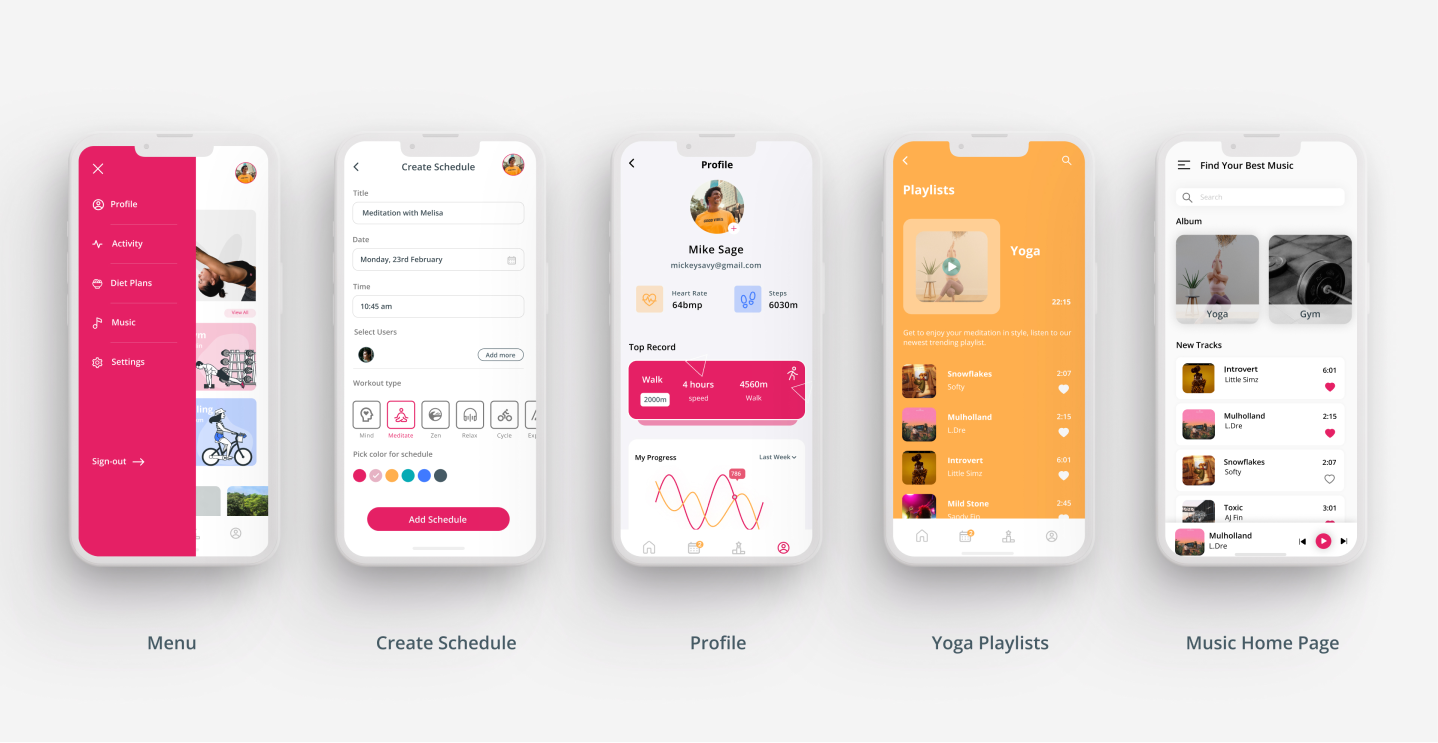 Profile
Activity
Diet Plans
Music
Settings
Sign-out
View All
Create Schedule
Title
Meditation with Melisa
Date
Monday, 23rd February
Time
10:45 am
Select Users
Add more
Workout type
Mind
Meditate
Zen
Relax
Cycle
Pick color for schedule
Add Schedule
Profile
Mike Sage
mickeysavy@gmail.com
Heart Rate
64bmp
Steps
6030m
Top Record
Walk
2000m
4 hours
speed
4560m
Walk
My Progress
Last Week
786
2
Playlists
Yoga
22:15
Get to enjoy your meditation in style, listen to our
newest trending playlist.
Snowflakes
2:07
Softy
Mulholland
2:15
L.Dre
Introvert
6:01
Little Simz
Mild Stone
2:45
Sandy Fin
2
Find Your Best Music
Search
Album
Yoga
Gym
New Tracks
Introvert
6:01
Little Simz
Mulholland
2:15
L.Dre
Snowflakes
2:07
Softy
Toxic
3:01
AJ Fin
Mulholland
L.Dre
Menu
Create Schedule
Profile
Yoga Playlists
Music Home Page